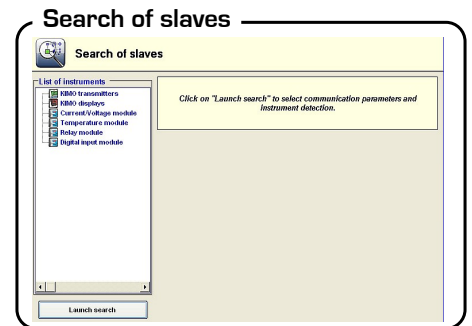 Search of slaves
Search of slaves
List of instruments
KIMO transmitters
KIMO displays
Current/Voltage module
Temperature module
Relay module
Digital input module
Click on "Launch search" to select communication parameters and
instrument detection.
Launch search